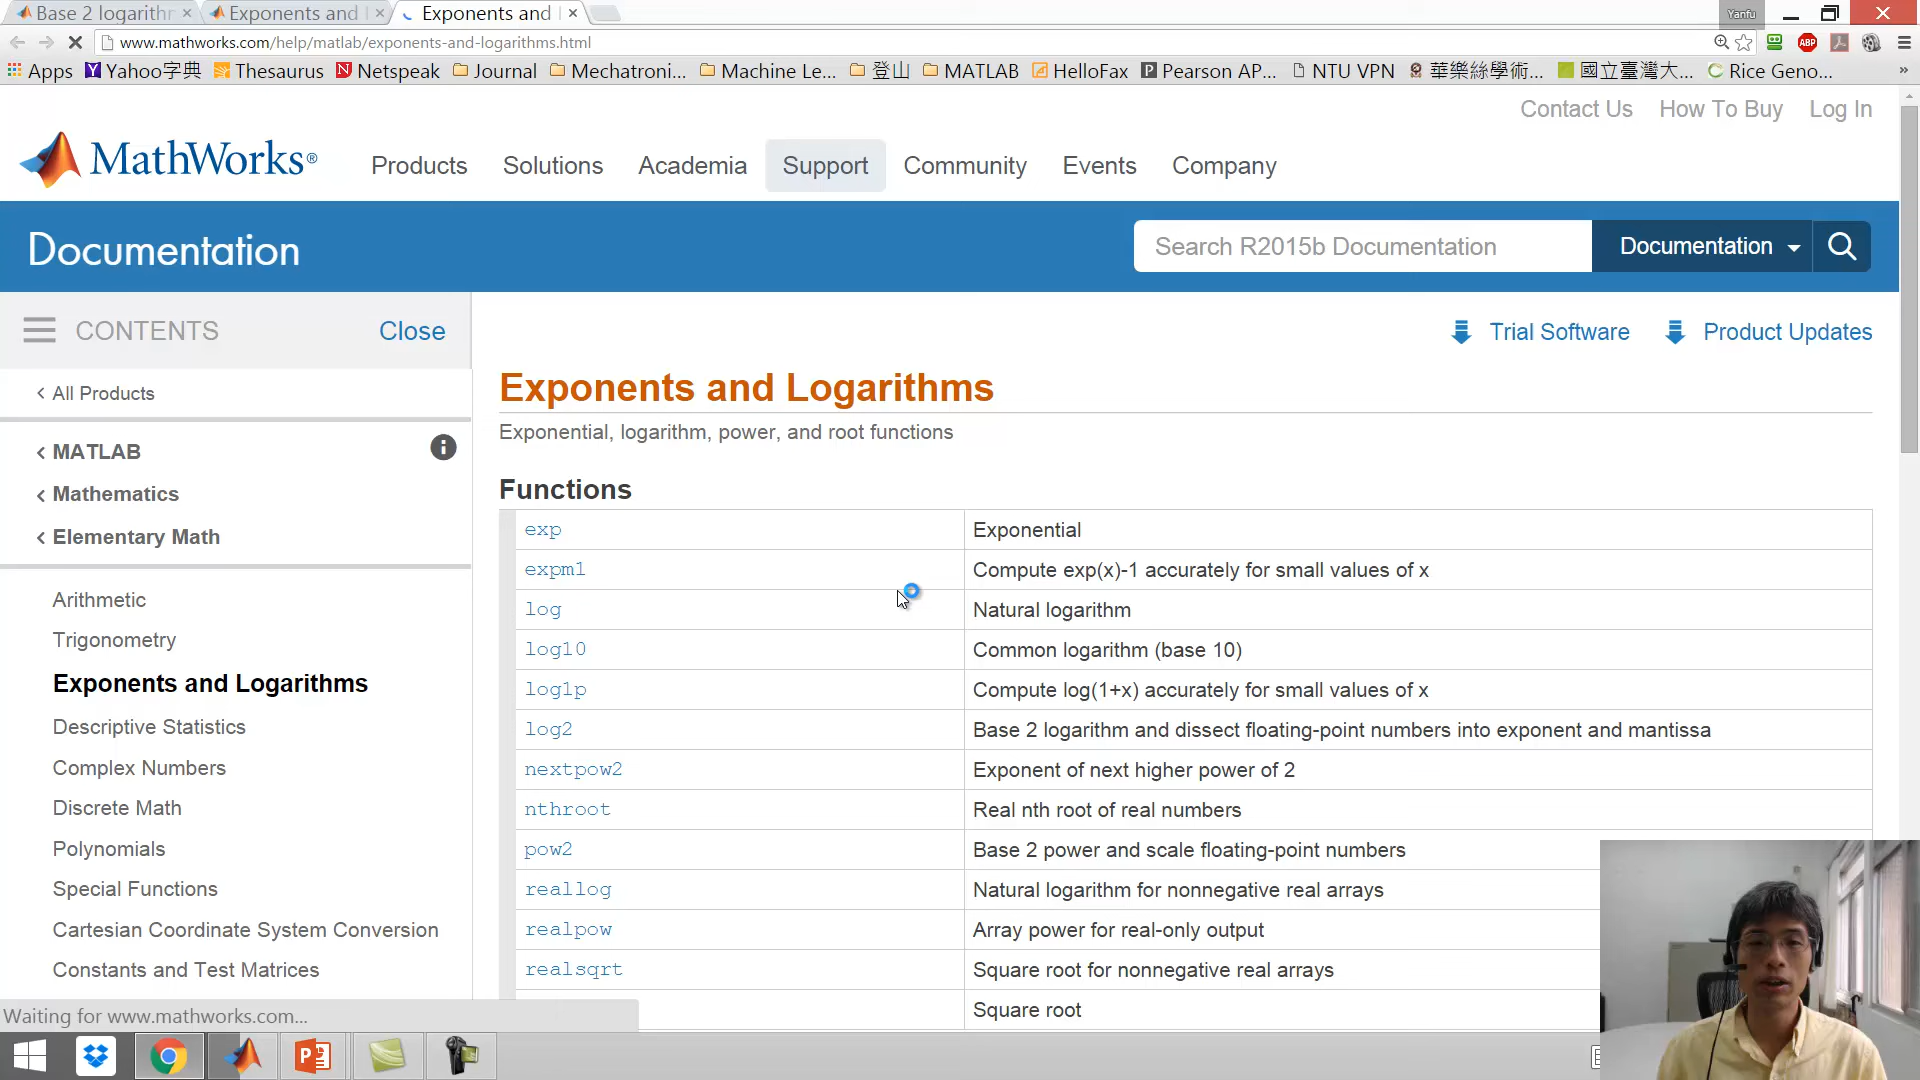 Base 2 logarithm
Exponents and
Exponents and
Yanfu
www.mathworks.com/help/matlab/exponents-and-logarithms.html
ABP
Apps Yahoo字典 Thesaurus Netspeak Journal Mechatroni... Machine Le... 登山 MATLAB HelloFax Pearson AP... NTU VPN 華樂絲學術... 國立臺灣大... Rice Geno... »
Contact Us How To Buy Log In
MathWorks®
Products Solutions Academia Support Community Events Company
Documentation
Search R2015b Documentation
Documentation
CONTENTS
Close
Trial Software
Product Updates
All Products
MATLAB
Mathematics
Elementary Math
Arithmetic
Trigonometry
Exponents and Logarithms
Descriptive Statistics
Complex Numbers
Discrete Math
Polynomials
Special Functions
Cartesian Coordinate System Conversion
Constants and Test Matrices
Exponents and Logarithms
Exponential, logarithm, power, and root functions
Functions
exp Exponential
expm1 Compute exp(x)-1 accurately for small values of x
log Natural logarithm
log10 Common logarithm (base 10)
log1p Compute log(1+x) accurately for small values of x
log2 Base 2 logarithm and dissect floating-point numbers into exponent and mantissa
nextpow2 Exponent of next higher power of 2
nthroot Real nth root of real numbers
pow2 Base 2 power and scale floating-point numbers
reallog Natural logarithm for nonnegative real arrays
realpow Array power for real-only output
realsqrt Square root for nonnegative real arrays
Square root
Waiting for www.mathworks.com...